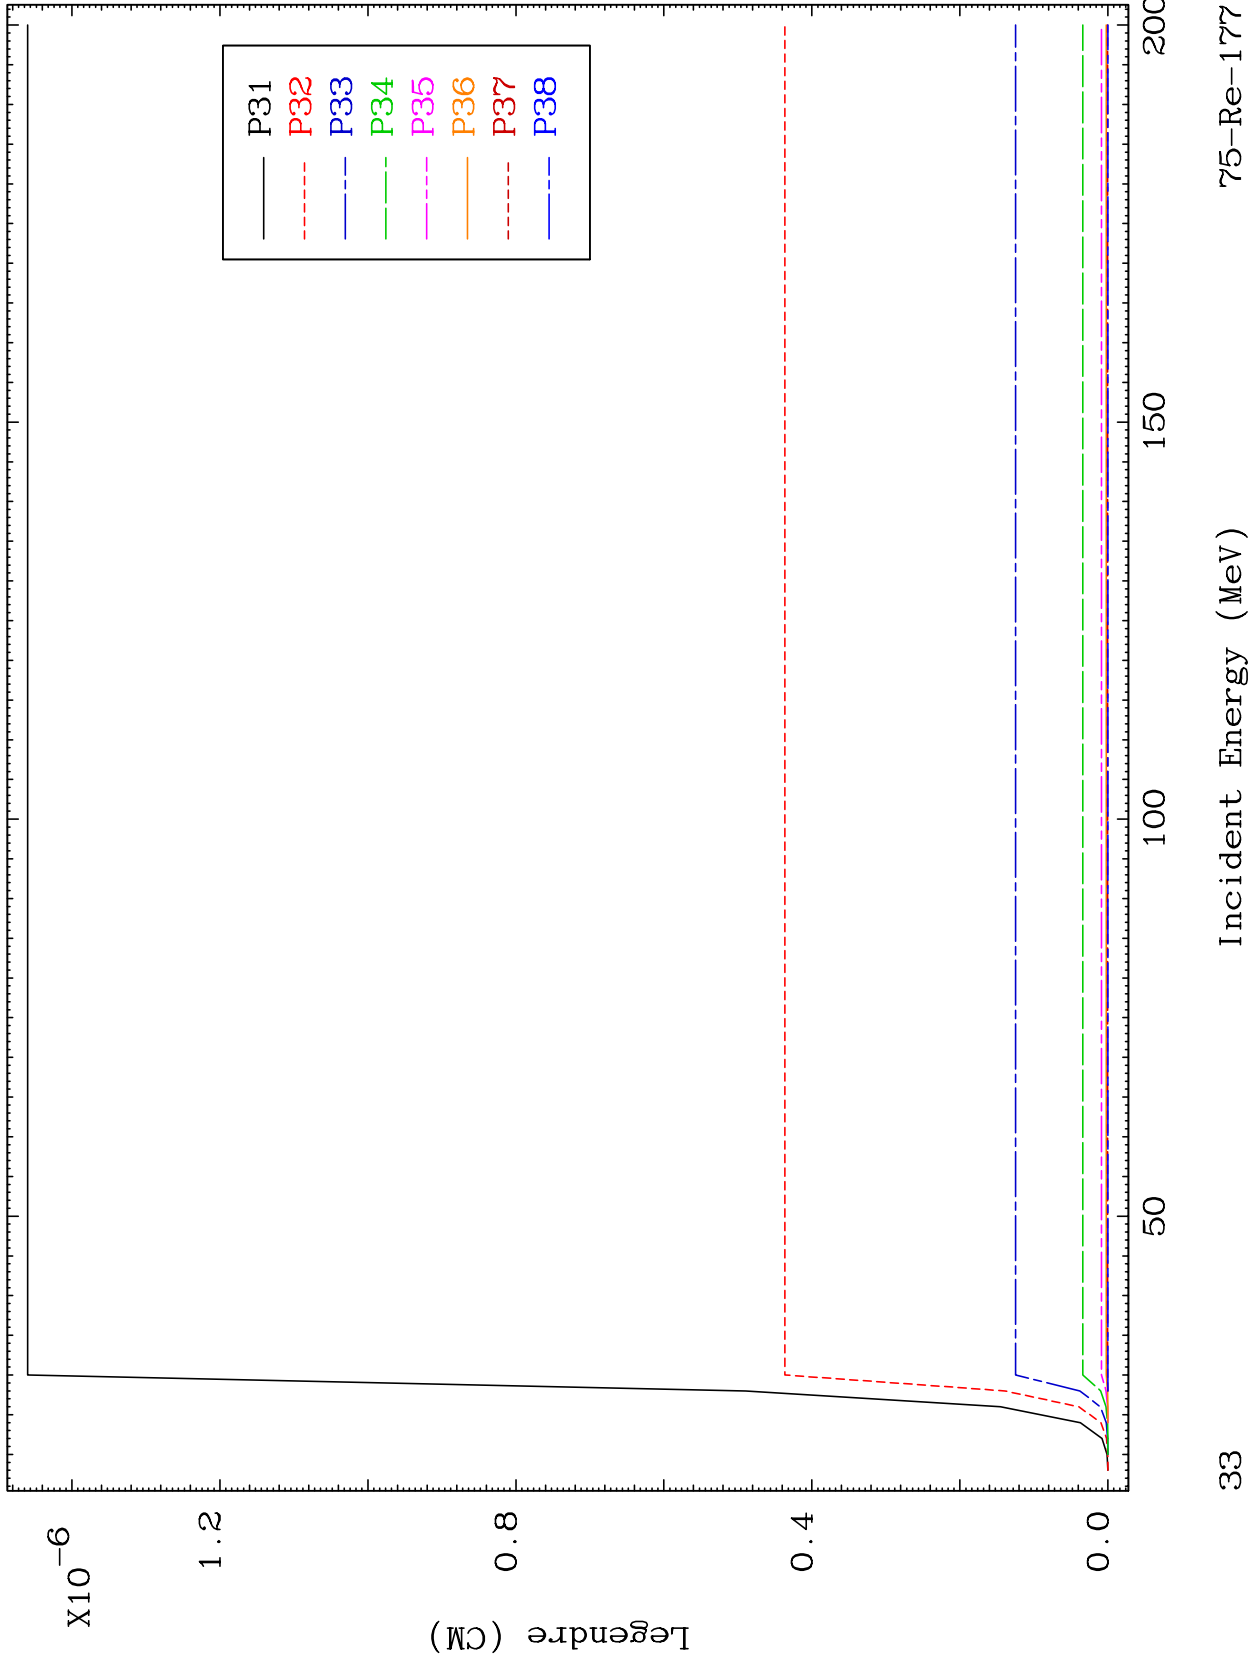 X10-6
1.2
0.8
0.4
0.0
Legendre (CM)
P31
P32
P33
P34
P35
P36
P37
P38
50
100
150
200
Incident Energy (MeV)
33
75-Re-177